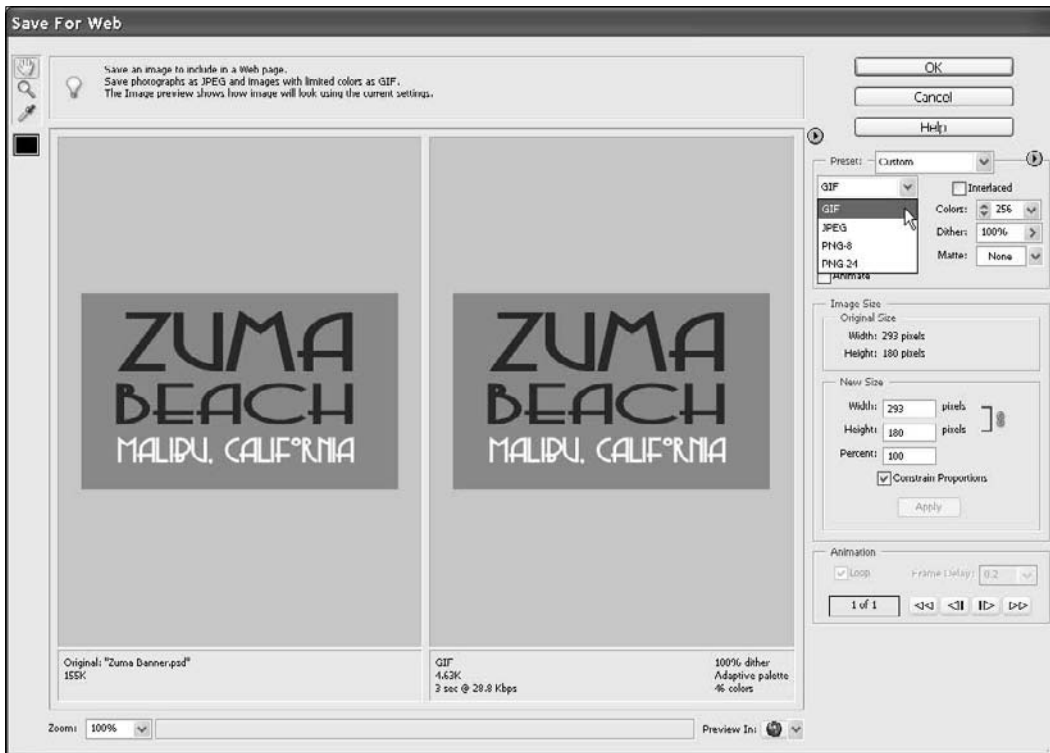 Save For Web
Save an image to include in a Web page.
Save photographs as JPEG and images with limited colors as GIF.
The Image preview shows how image will look using the current settings.
OK
Cancel
Help
Preset: Custom
GIF
Interlaced
GIF
JPEG
PNG-8
PNG-24
Colors: 256
Dither: 100%
Matte: None
Animate
ZUMA
BEACH
MALIBU, CALIFORNIA
ZUMA
BEACH
MALIBU, CALIFORNIA
Image Size
Original Size
Width: 293 pixels
Height: 180 pixels
New Size
Width: 293 pixels
Height: 180 pixels
Percent: 100
Constrain Proportions
Apply
Animation
Loop
Frame Delay: 0.2
1 of 1
Original: "Zuma Banner.psd"
155K
GIF
4.63K
3 sec @ 28.8 Kbps
100% dither
Adaptive palette
46 colors
Zoom: 100%
Preview In: